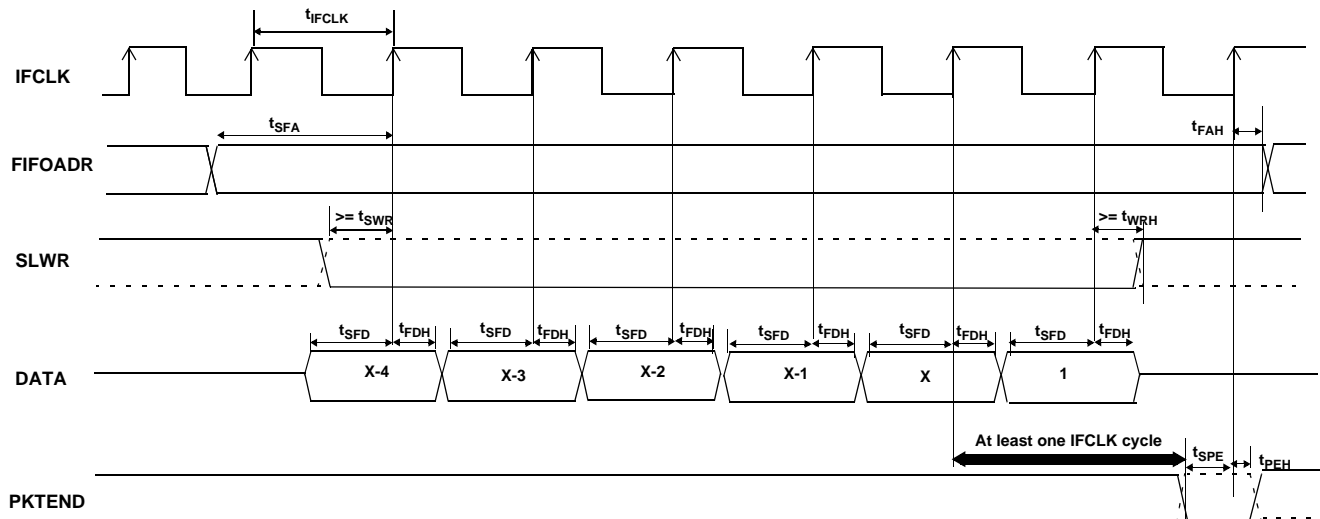 tIFCLK
IFCLK
tSFA
tFAH
FIFOADR
>= tSWR
>= tWRH
SLWR
tSFD tFDH tSFD tFDH tSFD tFDH tSFD tFDH tSFD tFDH tSFD tFDH
DATA
X-4 X-3 X-2 X-1 X 1
At least one IFCLK cycle
tSPE
tPEH
PKTEND